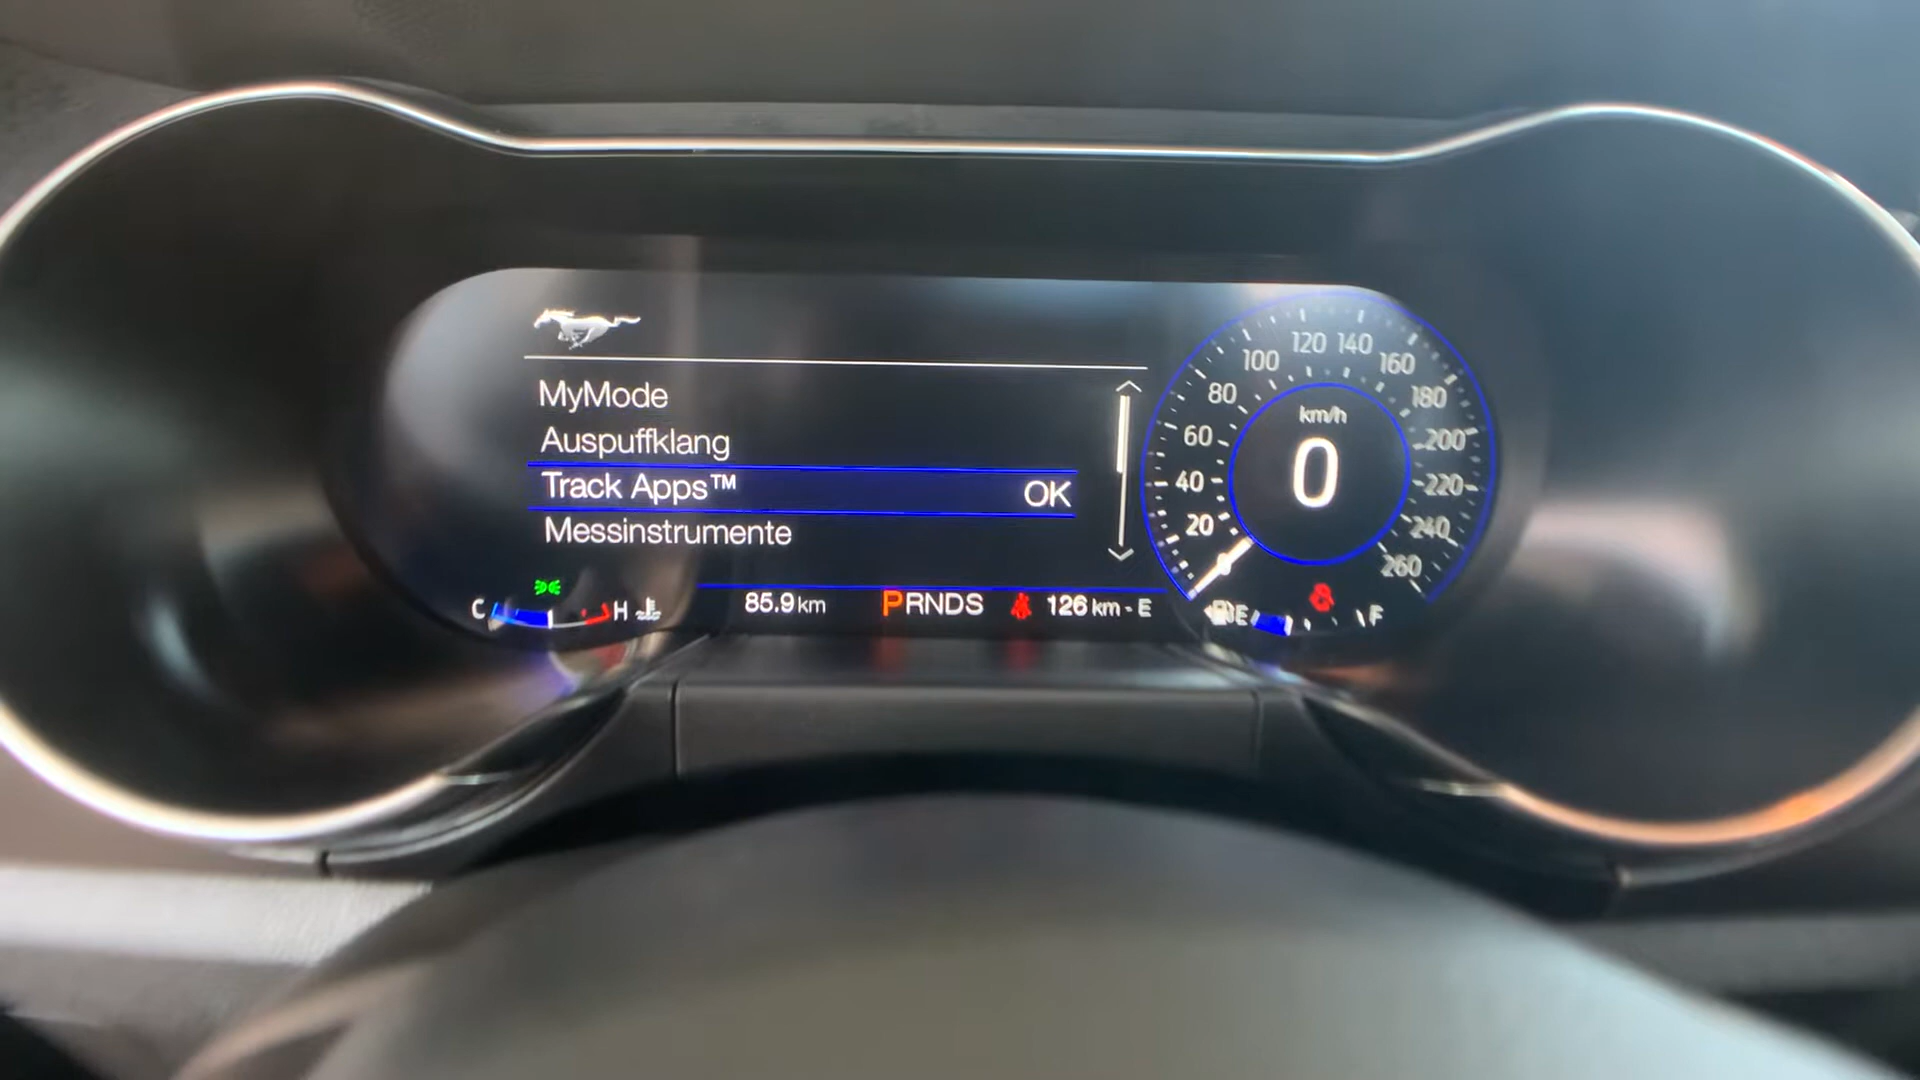 MyMode
Auspuffklang
Track Apps™ OK
Messinstrumente
C H
85.9 km PRNDS 126 km - E
km/h
0
20
40
60
80
100
120
140
160
180
200
220
240
260
E F